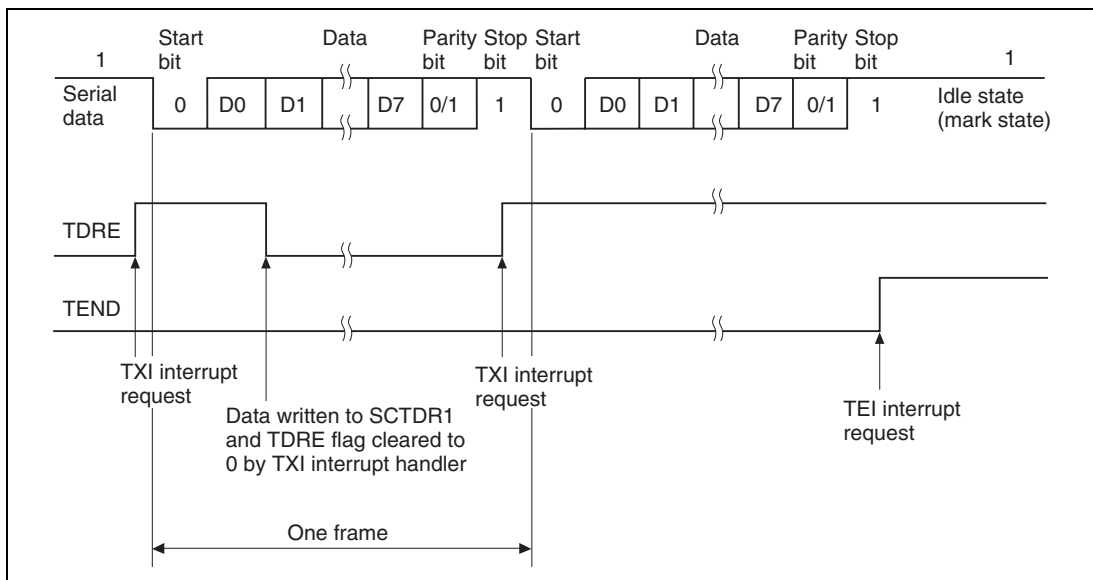 Start Data Parity Stop Start Data Parity Stop
1 bit bit bit bit bit bit 1
Serial data 0 D0 D1 D7 0/1 1 0 D0 D1 D7 0/1 1 Idle state
(mark state)
TDRE
TEND
TXI interrupt
request
Data written to SCTDR1
and TDRE flag cleared to
0 by TXI interrupt handler
TXI interrupt
request
TEI interrupt
request
One frame